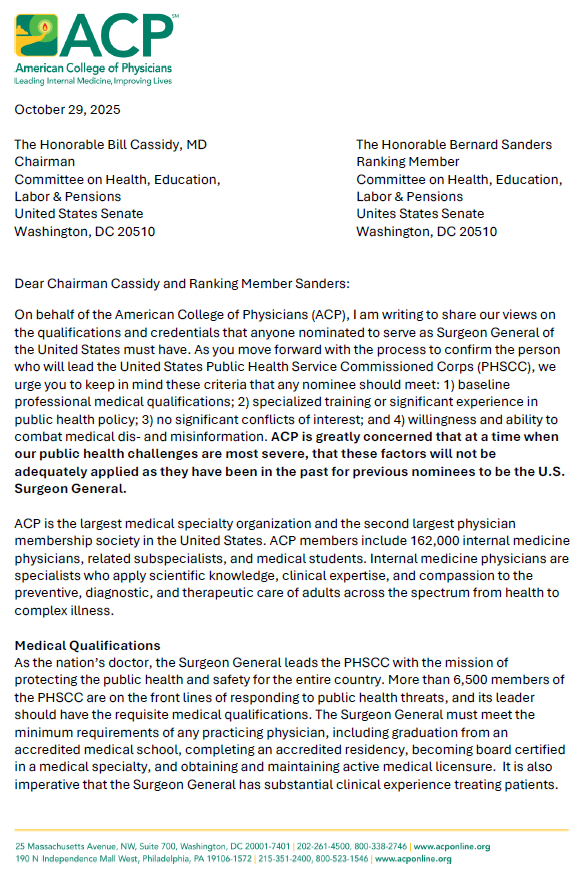 ACP℠
American College of Physicians
Leading Internal Medicine, Improving Lives
October 29, 2025
The Honorable Bill Cassidy, MD
Chairman
Committee on Health, Education,
Labor & Pensions
United States Senate
Washington, DC 20510
The Honorable Bernard Sanders
Ranking Member
Committee on Health, Education,
Labor & Pensions
Unites States Senate
Washington, DC 20510
Dear Chairman Cassidy and Ranking Member Sanders:
On behalf of the American College of Physicians (ACP), I am writing to share our views on
the qualifications and credentials that anyone nominated to serve as Surgeon General of
the United States must have. As you move forward with the process to confirm the person
who will lead the United States Public Health Service Commissioned Corps (PHSCC), we
urge you to keep in mind these criteria that any nominee should meet: 1) baseline
professional medical qualifications; 2) specialized training or significant experience in
public health policy; 3) no significant conflicts of interest; and 4) willingness and ability to
combat medical dis- and misinformation. ACP is greatly concerned that at a time when
our public health challenges are most severe, that these factors will not be
adequately applied as they have been in the past for previous nominees to be the U.S.
Surgeon General.
ACP is the largest medical specialty organization and the second largest physician
membership society in the United States. ACP members include 162,000 internal medicine
physicians, related subspecialists, and medical students. Internal medicine physicians are
specialists who apply scientific knowledge, clinical expertise, and compassion to the
preventive, diagnostic, and therapeutic care of adults across the spectrum from health to
complex illness.
Medical Qualifications
As the nation's doctor, the Surgeon General leads the PHSCC with the mission of
protecting the public health and safety for the entire country. More than 6,500 members of
the PHSCC are on the front lines of responding to public health threats, and its leader
should have the requisite medical qualifications. The Surgeon General must meet the
minimum requirements of any practicing physician, including graduation from an
accredited medical school, completing an accredited residency, becoming board certified
in a medical specialty, and obtaining and maintaining active medical licensure.  It is also
imperative that the Surgeon General has substantial clinical experience treating patients.
25 Massachusetts Avenue, NW, Suite 700, Washington, DC 20001-7401 | 202-261-4500, 800-338-2746 | www.acponline.org
190 N Independence Mall West, Philadelphia, PA 19106-1572 | 215-351-2400, 800-523-1546 | www.acponline.org